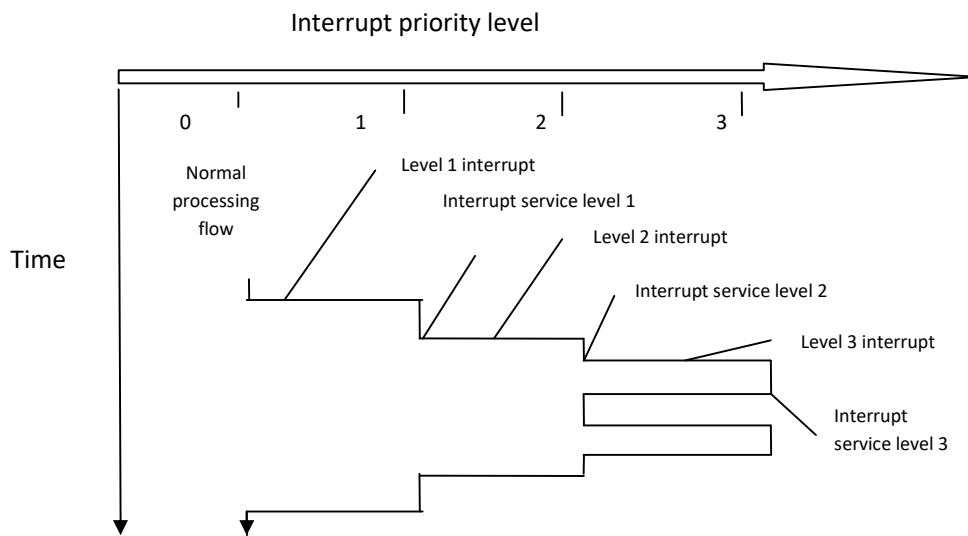 Interrupt priority level
0 1 2 3
Normal
processing
flow
Level 1 interrupt
Interrupt service level 1
Level 2 interrupt
Time
Interrupt service level 2
Level 3 interrupt
Interrupt
service level 3